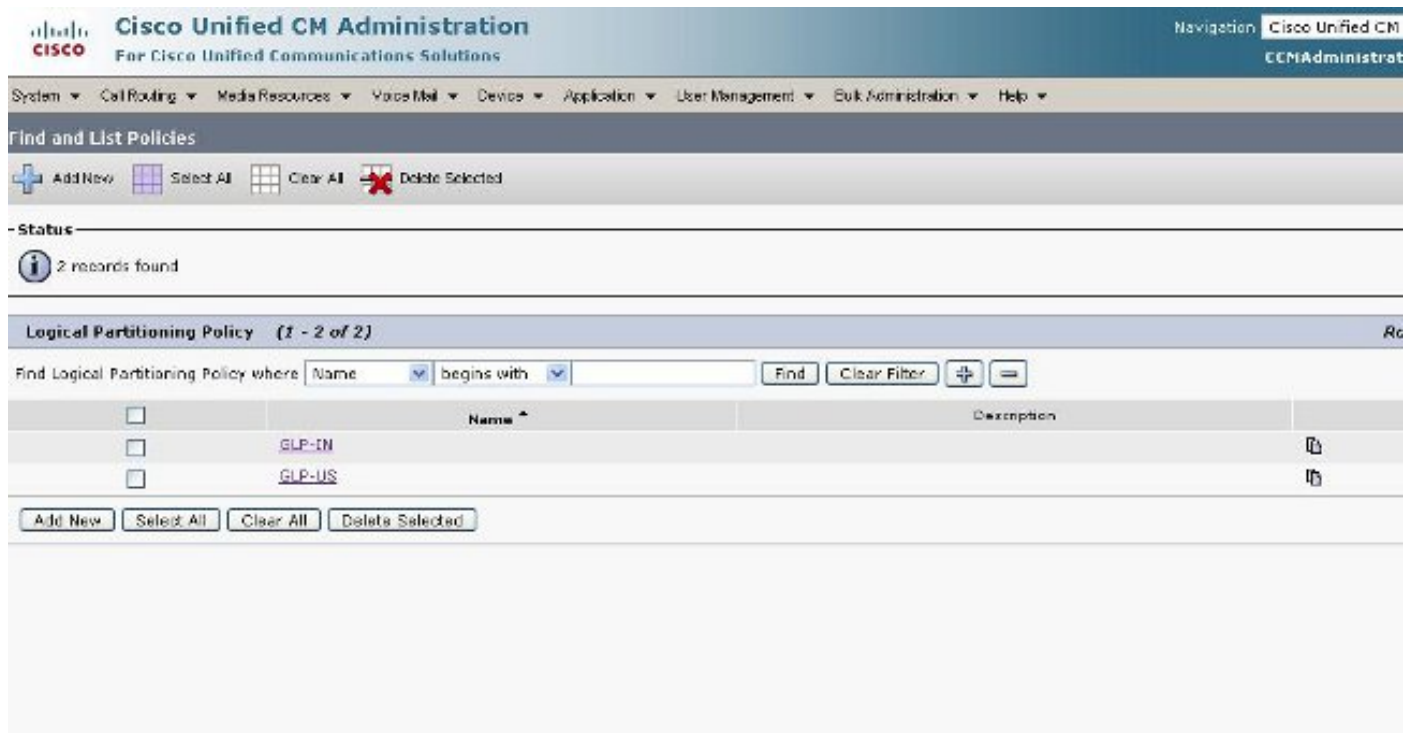 Cisco Unified CM Administration
Navigation Cisco Unified CM
CISCO
For Cisco Unified Communications Solutions
CCMAdministrat
System Call Routing Media Resources Voice Mail Device Application User Management Bulk Administration Help
Find and List Policies
Add New Select All Clear All Delete Selected
Status
2 records found
Logical Partitioning Policy (1 - 2 of 2) Ro
Find Logical Partitioning Policy where Name begins with Find Clear Filter
Name Description
GLP-IN
GLP-US
Add New Select All Clear All Delete Selected